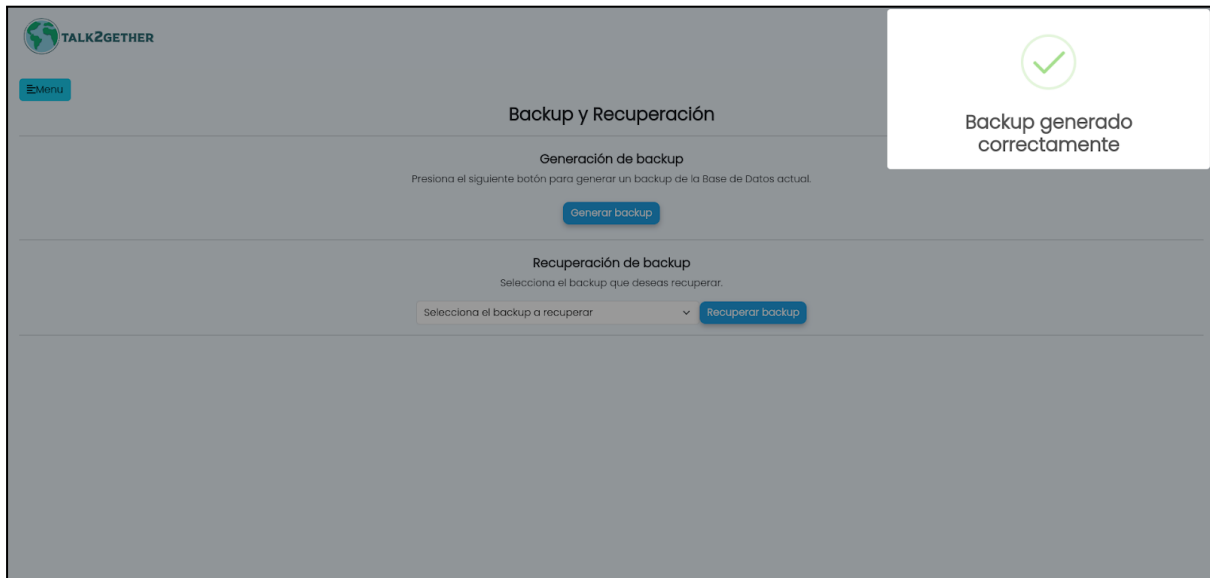 TALK2GETHER
Menu
Backup y Recuperación
Backup generado
correctamente
Generación de backup
Presiona el siguiente botón para generar un backup de la Base de Datos actual.
Generar backup
Recuperación de backup
Selecciona el backup que deseas recuperar.
Selecciona el backup a recuperar
Recuperar backup